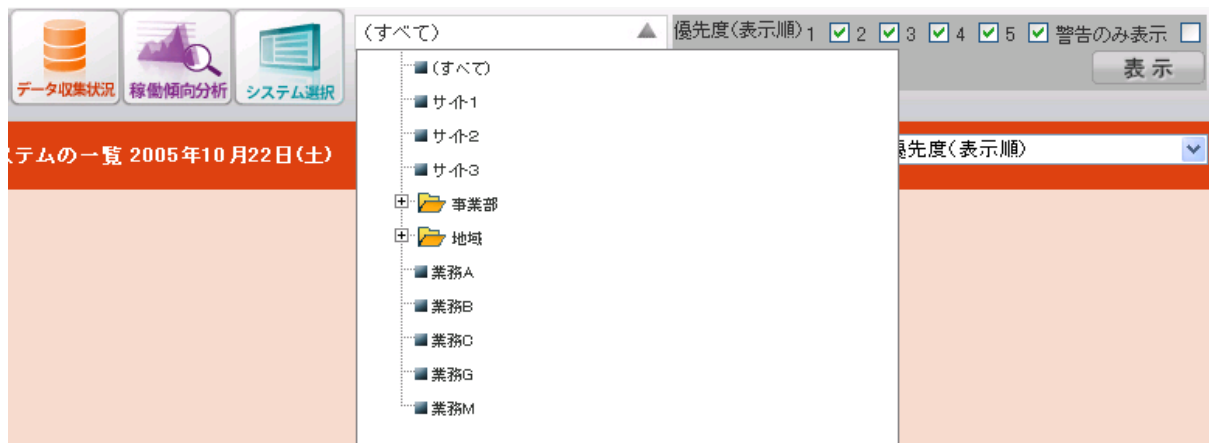 データ収集状況
稼働傾向分析
システム選択
(すべて)
優先度(表示順) 1 2 3 4 5 警告のみ表示
表示
ステムの一覧 2005年10月22日(土)
優先度(表示順)
(すべて)
サイト1
サイト2
サイト3
事業部
地域
業務A
業務B
業務C
業務G
業務M